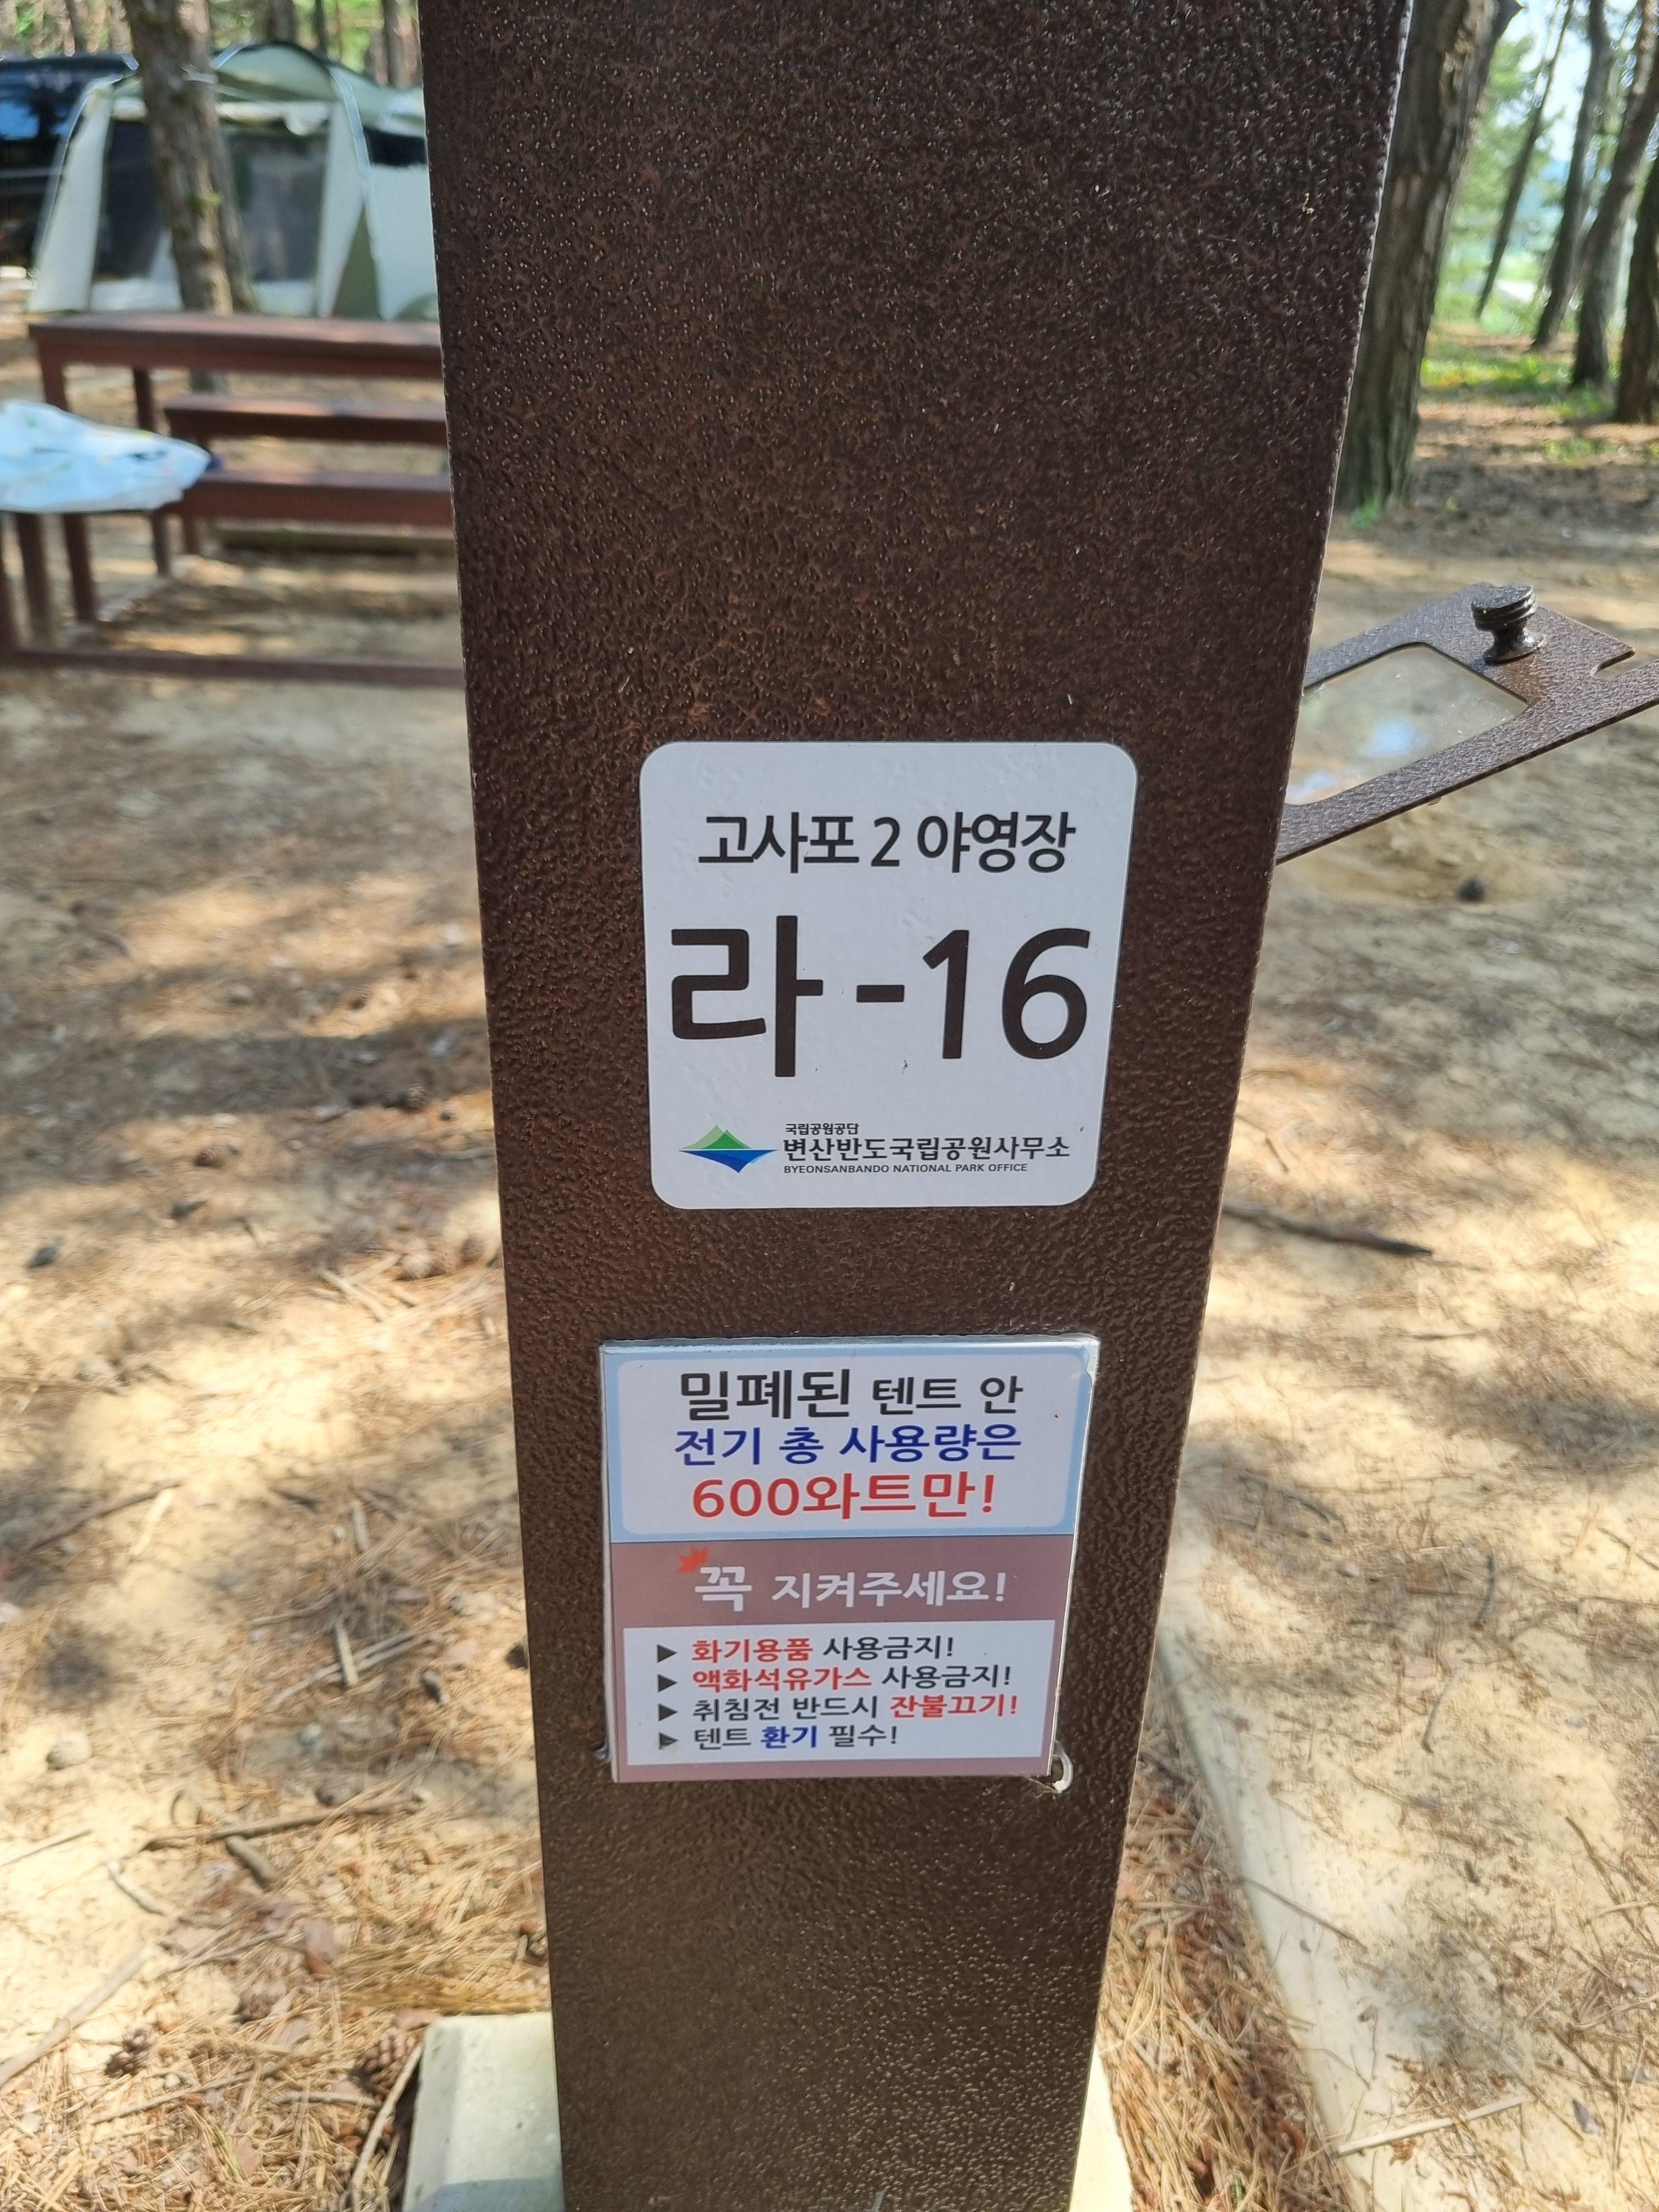 고사포 2 야영장
라-16
국립공원공단
변산반도국립공원사무소
BYEONSANBANDO NATIONAL PARK OFFICE
밀폐된 텐트 안
전기 총 사용량은
600와트만!
꼭 지켜주세요!
▶ 화기용품 사용금지!
▶ 액화석유가스 사용금지!
▶ 취침전 반드시 잔불끄기!
▶ 텐트 환기 필수!